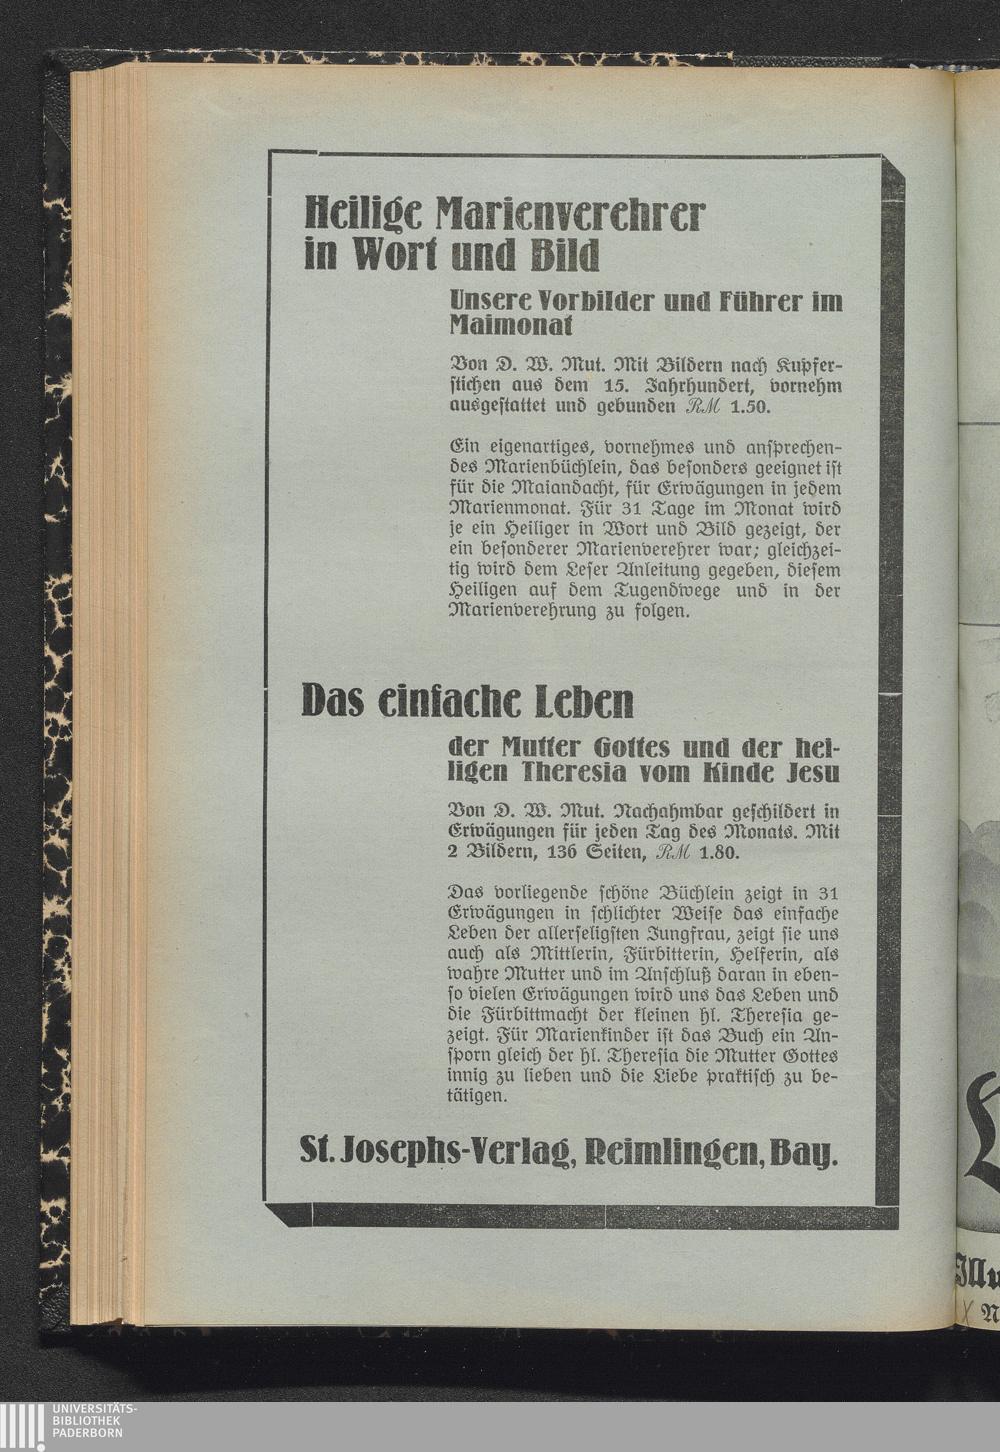 Heilige Marienverehrer
in Wort und Bild
Unsere Vorbilder und Führer im
Maimonat
Von D. W. Mut. Mit Bildern nach Kupfer-
stichen aus dem 15. Jahrhundert, vornehm
ausgestattet und gebunden RM 1.50.
Ein eigenartiges, vornehmes und ansprechen-
des Marienbüchlein, das besonders geeignet ist
für die Maiandacht, für Erwägungen in jedem
Marienmonat. Für 31 Tage im Monat wird
je ein Heiliger in Wort und Bild gezeigt, der
ein besonderer Marienverehrer war; gleichzei-
tig wird dem Leser Anleitung gegeben, diesem
Heiligen auf dem Tugendwege und in der
Marienverehrung zu folgen.
Das einfache Leben
der Mutter Gottes und der hei-
ligen Theresia vom Kinde Jesu
Von D. W. Mut. Nachahmbar geschildert in
Erwägungen für jeden Tag des Monats. Mit
2 Bildern, 136 Seiten, RM 1.80.
Das vorliegende schöne Büchlein zeigt in 31
Erwägungen in schlichter Weise das einfache
Leben der allerseligsten Jungfrau, zeigt sie uns
auch als Mittlerin, Fürbitterin, Helferin, als
wahre Mutter und im Anschluß daran in eben-
so vielen Erwägungen wird uns das Leben und
die Fürbittmacht der kleinen hl. Theresia ge-
zeigt. Für Marienkinder ist das Buch ein An-
sporn gleich der hl. Theresia die Mutter Gottes
innig zu lieben und die Liebe praktisch zu be-
tätigen.
St. Josephs-Verlag, Reimlingen, Bay.
UNIVERSITÄTS-
BIBLIOTHEK
PADERBORN